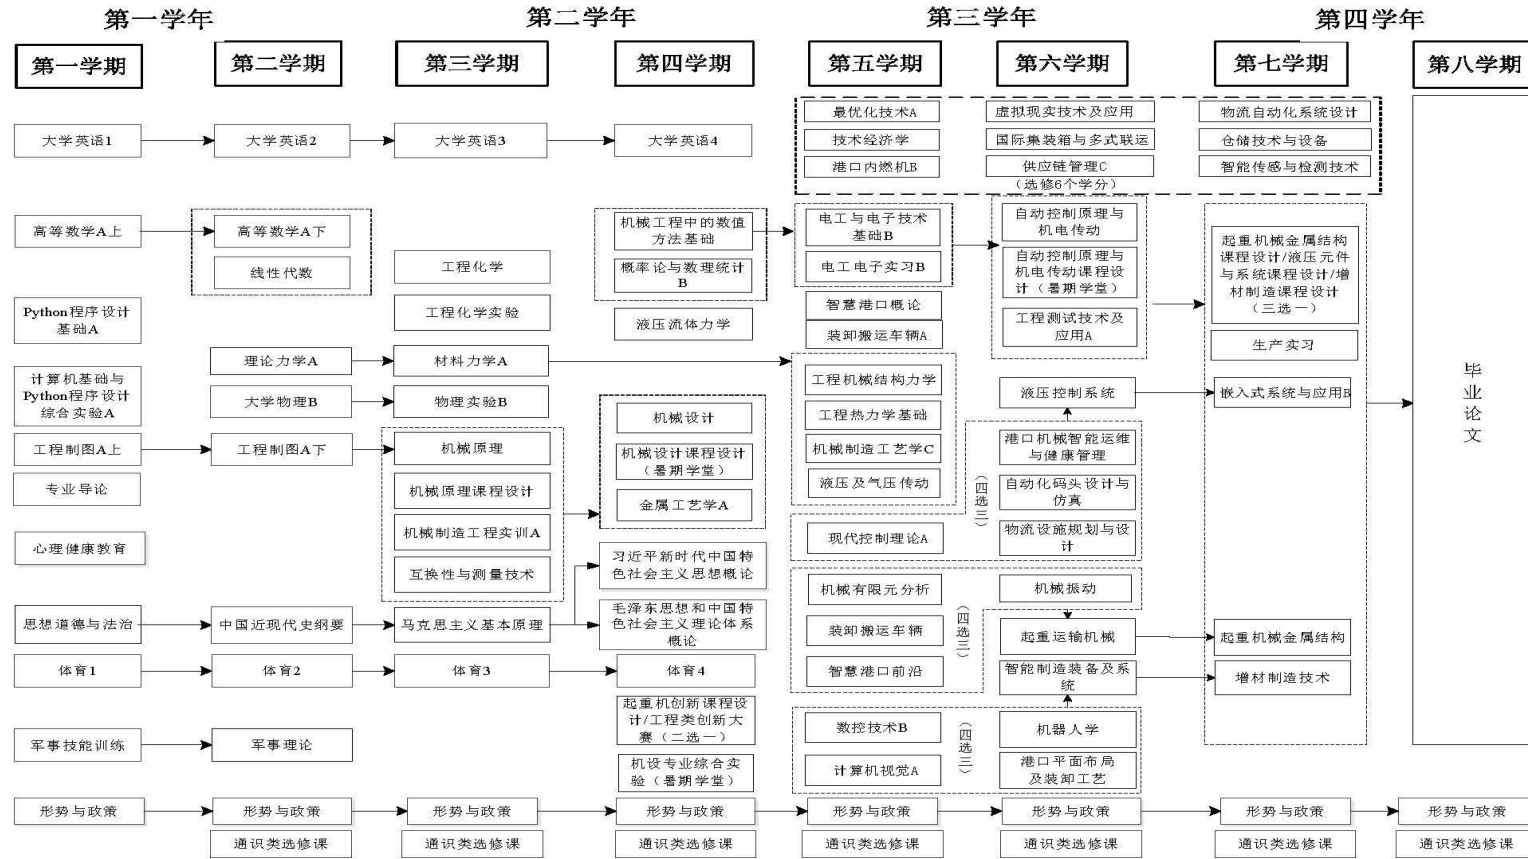 第一学年
第二学年
第三学年
第四学年
第一学期
第二学期
第三学期
第四学期
第五学期
第六学期
第七学期
第八学期
最优化技术A
虚拟现实技术及应用
物流自动化系统设计
大学英语1
大学英语2
大学英语3
大学英语4
技术经济学
国际集装箱与多式联运
仓储技术与设备
港口内燃机B
供应链管理C
(选修6个学分)
智能传感与检测技术
高等数学A上
高等数学A下
线性代数
工程化学
工程化学实验
机械工程中的数值
方法基础
概率论与数理统计
B
液压流体力学
电工与电子技术
基础B
电工电子实习B
智慧港口概论
装卸搬运车辆A
自动控制原理与
机电传动
自动控制原理与
机电传动课程设
计(暑期学堂)
工程测试技术及
应用A
起重机械金属结构
课程设计/液压元件
与系统课程设计/增
材制造课程设计
(三选一)
生产实习
Python程序设计
基础A
理论力学A
材料力学A
计算机基础与
Python程序设计
综合实验A
大学物理B
物理实验B
工程机械结构力学
工程热力学基础
机械制造工艺学C
液压及气压传动
液压控制系统
嵌入式系统与应用B
毕
业
论
文
机械设计
机械设计课程设计
(暑期学堂)
金属工艺学A
工程制图A上
工程制图A下
机械原理
机械原理课程设计
机械制造工程实训A
互换性与测量技术
专业导论
心理健康教育
港口机械智能运维
与健康管理
自动化码头设计与
仿真
物流设施规划与设
计
(四选三)
现代控制理论A
习近平新时代中国特
色社会主义思想概论
机械有限元分析
机械振动
(四选三)
思想道德与法治
中国近现代史纲要
马克思主义基本原理
毛泽东思想和中国特
色社会主义理论体系
概论
装卸搬运车辆
起重运输机械
起重机械金属结构
体育1
体育2
体育3
体育4
智慧港口前沿
智能制造装备及系
统
增材制造技术
起重机创新课程设
计/工程类创新大
赛(二选一)
数控技术B
(四选三)
机器人学
军事技能训练
军事理论
机设专业综合实
验(暑期学堂)
计算机视觉A
港口平面布局
及装卸工艺
形势与政策
形势与政策
形势与政策
形势与政策
形势与政策
形势与政策
形势与政策
形势与政策
通识类选修课
通识类选修课
通识类选修课
通识类选修课
通识类选修课
通识类选修课
通识类选修课